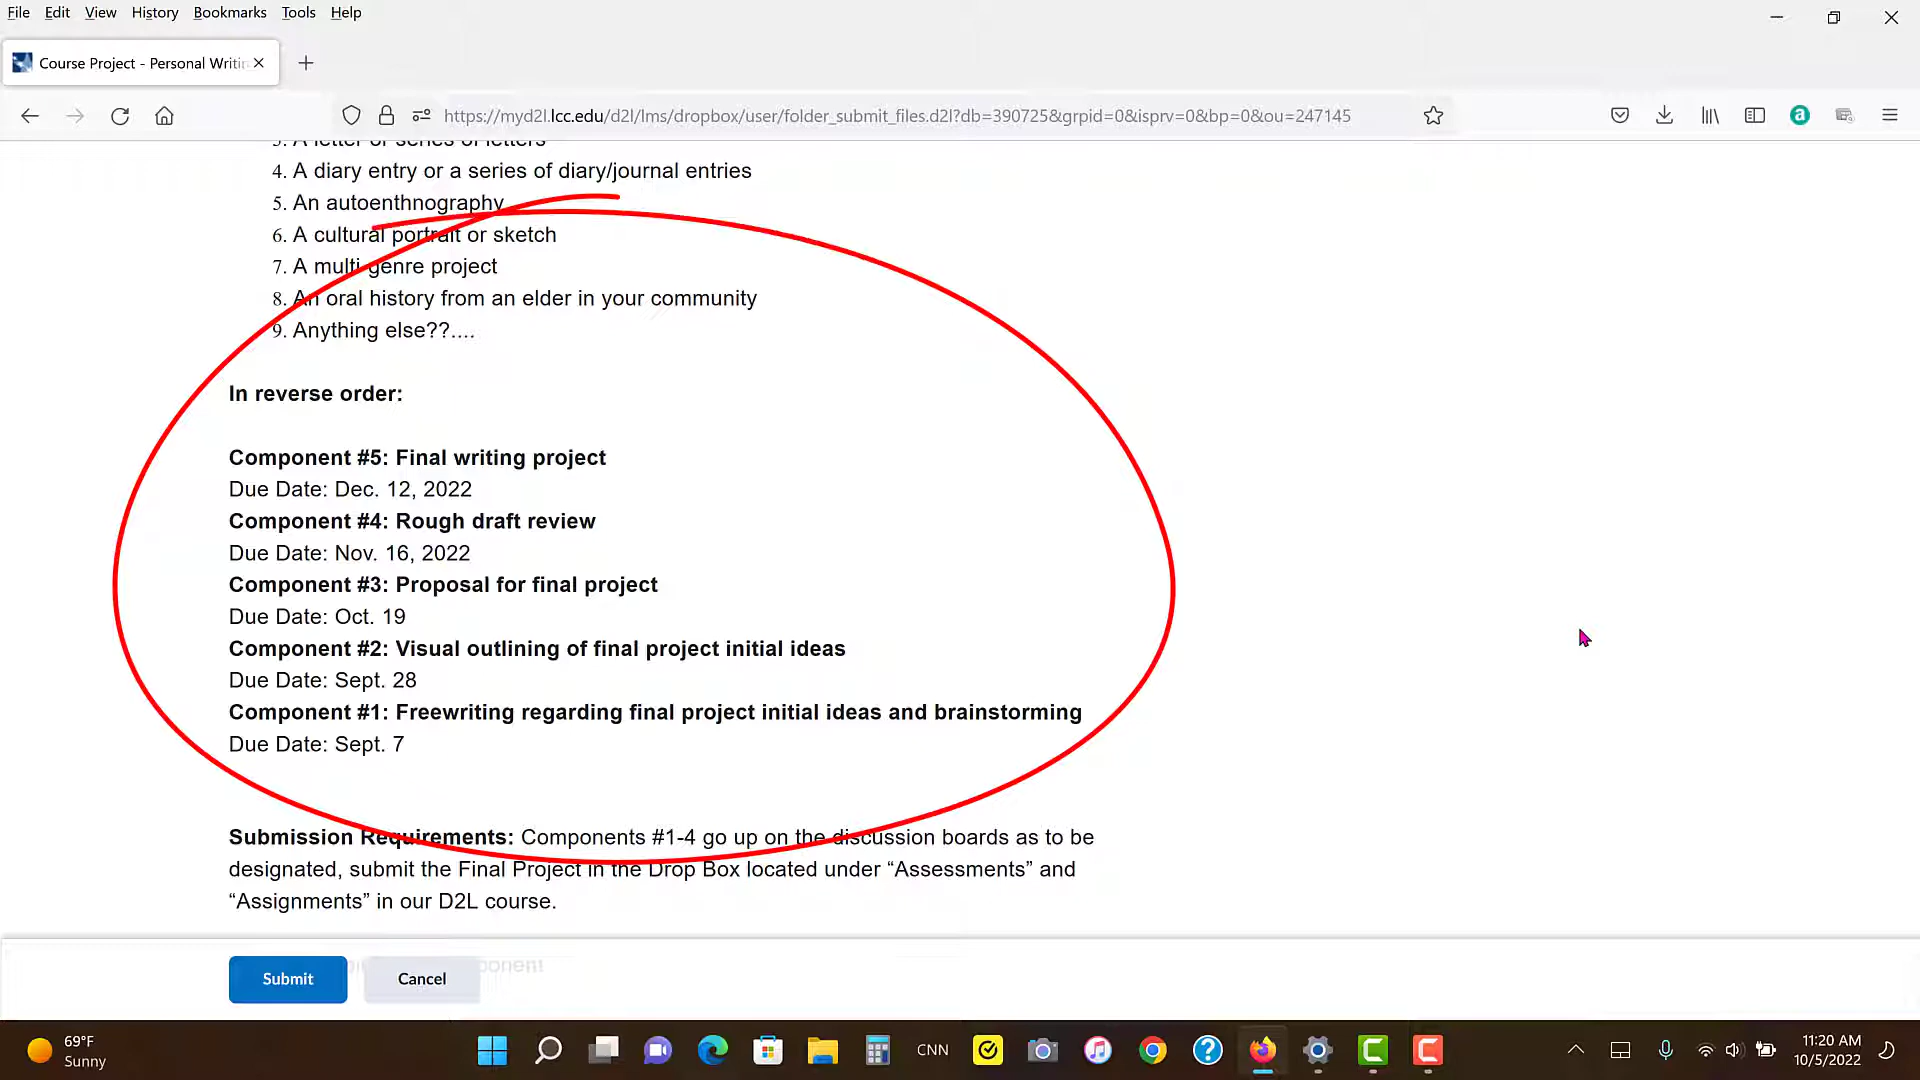 File Edit View History Bookmarks Tools Help
Course Project - Personal Writin
https://myd2l.lcc.edu/d2l/lms/dropbox/user/folder_submit_files.d2l?db=390725&grpid=0&isprv=0&bp=0&ou=247145
3. A letter or series of letters
4. A diary entry or a series of diary/journal entries
5. An autoenthnography
6. A cultural portrait or sketch
7. A multi-genre project
8. An oral history from an elder in your community
9. Anything else??....
In reverse order:
Component #5: Final writing project
Due Date: Dec. 12, 2022
Component #4: Rough draft review
Due Date: Nov. 16, 2022
Component #3: Proposal for final project
Due Date: Oct. 19
Component #2: Visual outlining of final project initial ideas
Due Date: Sept. 28
Component #1: Freewriting regarding final project initial ideas and brainstorming
Due Date: Sept. 7
Submission Requirements: Components #1-4 go up on the discussion boards as to be
designated, submit the Final Project in the Drop Box located under “Assessments” and
“Assignments” in our D2L course.
Submit Cancel
69°F
Sunny
CNN
11:20 AM
10/5/2022